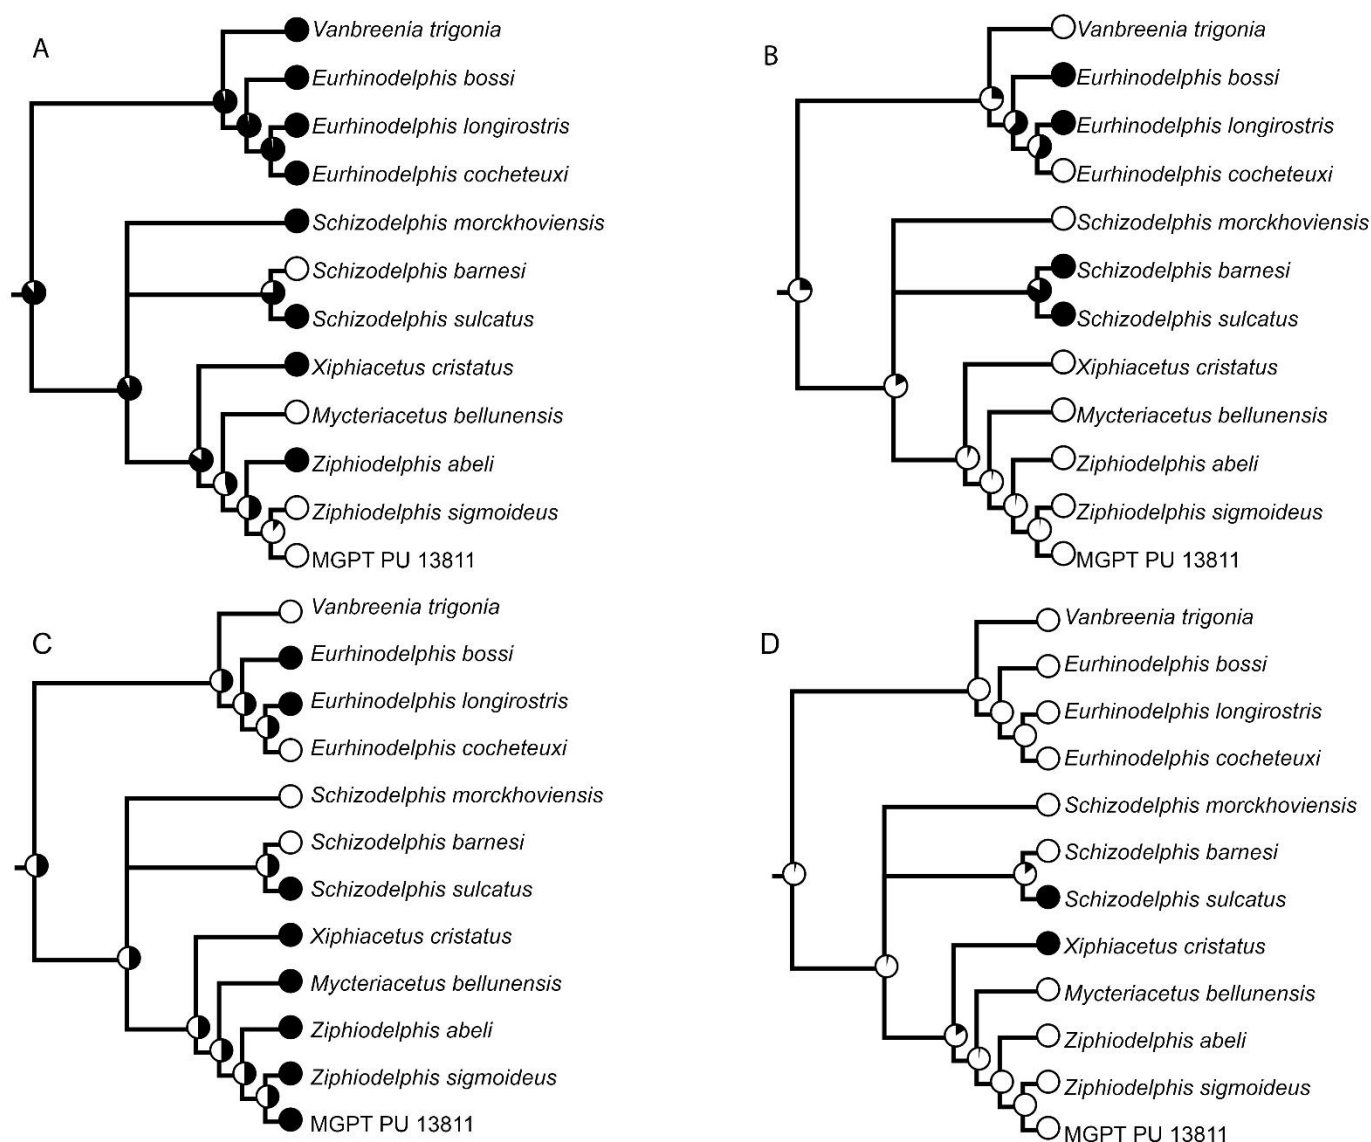 A
Vanbreenia trigonia
Eurhinodelphis bossi
Eurhinodelphis longirostris
Eurhinodelphis cocheteuxi
Schizodelphis morckhoviensis
Schizodelphis barnesi
Schizodelphis sulcatus
Xiphiacetus cristatus
Mycteriacetus bellunensis
Ziphiodelphis abeli
Ziphiodelphis sigmoideus
MGPT PU 13811
B
Vanbreenia trigonia
Eurhinodelphis bossi
Eurhinodelphis longirostris
Eurhinodelphis cocheteuxi
Schizodelphis morckhoviensis
Schizodelphis barnesi
Schizodelphis sulcatus
Xiphiacetus cristatus
Mycteriacetus bellunensis
Ziphiodelphis abeli
Ziphiodelphis sigmoideus
MGPT PU 13811
C
Vanbreenia trigonia
Eurhinodelphis bossi
Eurhinodelphis longirostris
Eurhinodelphis cocheteuxi
Schizodelphis morckhoviensis
Schizodelphis barnesi
Schizodelphis sulcatus
Xiphiacetus cristatus
Mycteriacetus bellunensis
Ziphiodelphis abeli
Ziphiodelphis sigmoideus
MGPT PU 13811
D
Vanbreenia trigonia
Eurhinodelphis bossi
Eurhinodelphis longirostris
Eurhinodelphis cocheteuxi
Schizodelphis morckhoviensis
Schizodelphis barnesi
Schizodelphis sulcatus
Xiphiacetus cristatus
Mycteriacetus bellunensis
Ziphiodelphis abeli
Ziphiodelphis sigmoideus
MGPT PU 13811